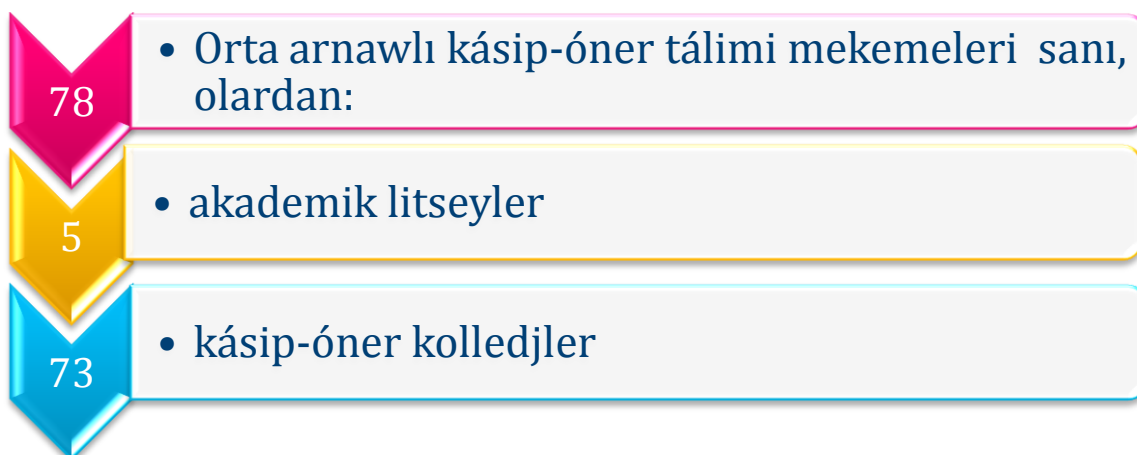 78
• Orta arnawlı kásip-óner tálimi mekemeleri sanı,
olardan:
5
• akademik litseyler
73
• kásip-óner kolledjler